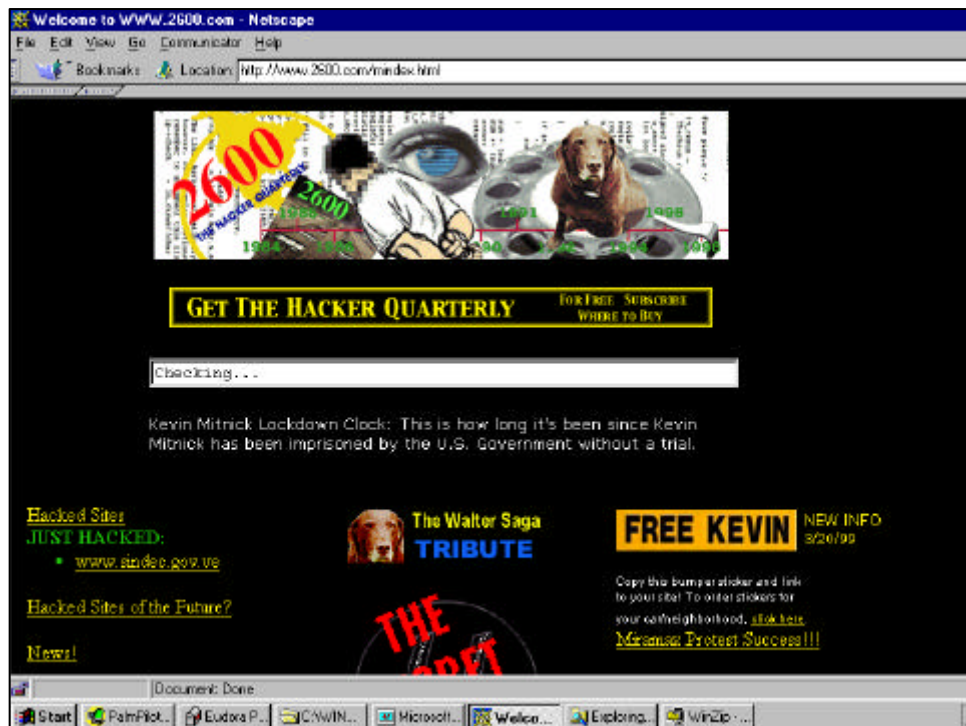 Welcome to WWW.2600.com - Netscape
File Edit View Go Communicator Help
Bookmarks Location: http://www.2600.com/mindex.html
2600
THE HACKER QUARTERLY
2600
1984
1998
GET THE HACKER QUARTERLY
FOR FREE SUBSCRIBE
WHERE TO BUY
Checking...
Kevin Mitnick Lockdown Clock: This is how long it's been since Kevin
Mitnick has been imprisoned by the U.S. Government without a trial.
Hacked Sites
JUST HACKED:
• www.sindec.gov.ve
Hacked Sites of the Future?
News!
The Walter Saga
TRIBUTE
THE
FREE KEVIN
NEW INFO
3/20/99
Copy this bumper sticker and link
to your site! To order stickers for
your car/neighborhood, click here
Miramax Protest Success!!!
Document: Done
Start PalmPilot... Eudora P... C:\WIN... Microsoft... Welco... Exploring... WinZip - ...